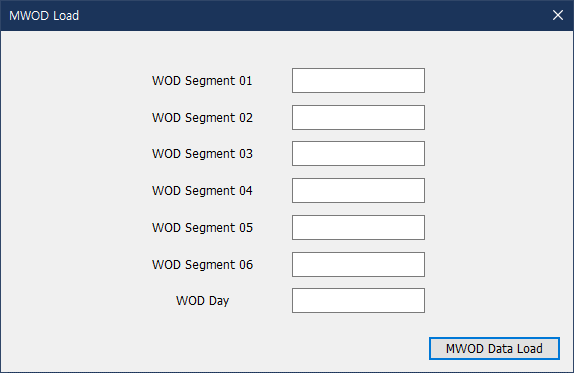 MWOD Load
WOD Segment 01
WOD Segment 02
WOD Segment 03
WOD Segment 04
WOD Segment 05
WOD Segment 06
WOD Day
MWOD Data Load